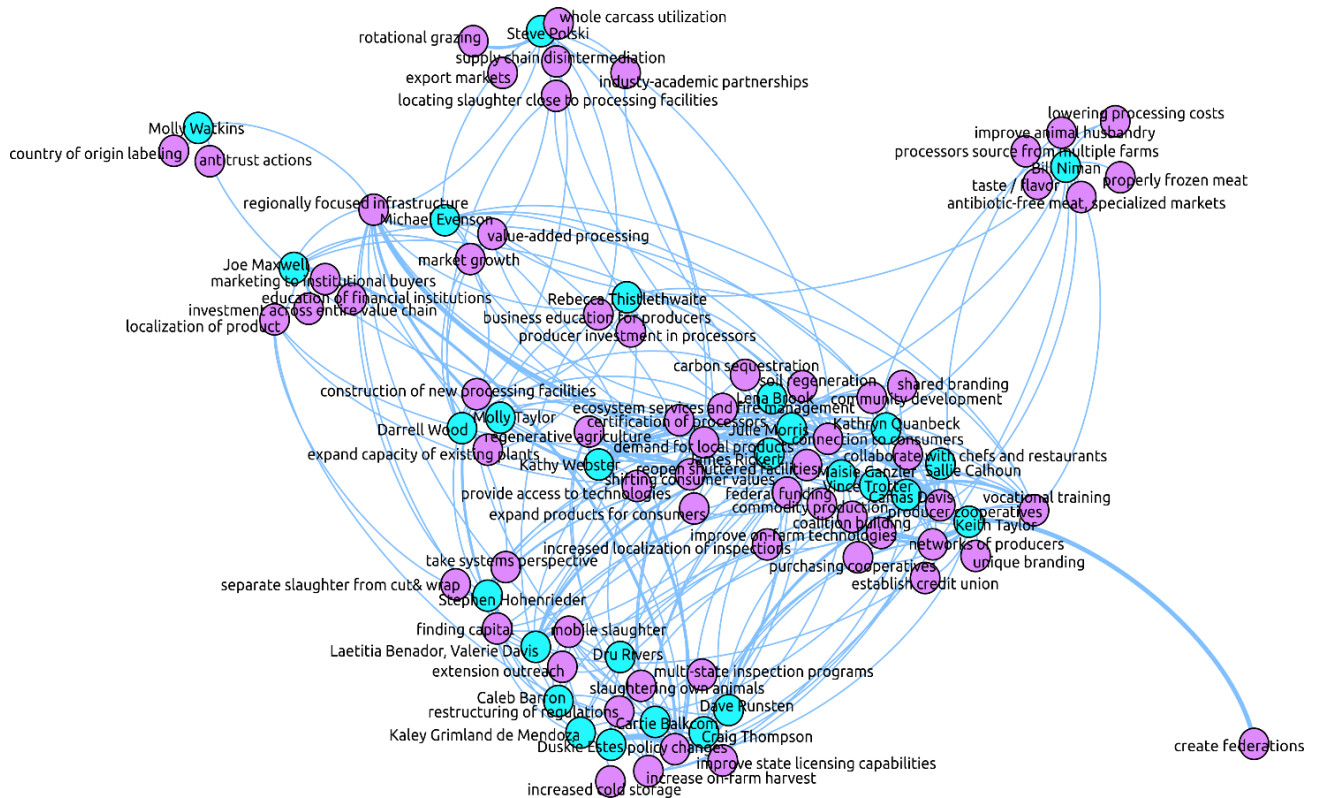 whole carcass utilization
rotational grazing
Steve Polski
supply chain disintermediation
export markets
industy-academic partnerships
locating slaughter close to processing facilities
lowering processing costs
Molly Watkins
improve animal husbandry
country of origin labeling
antitrust actions
processors source from multiple farms
Bill Niman
taste / flavor
properly frozen meat
antibiotic-free meat, specialized markets
regionally focused infrastructure
Michael Evenson
value-added processing
market growth
Joe Maxwell
marketing to institutional buyers
education of financial institutions
investment across entire value chain
localization of product
Rebecca Thistlethwaite
business education for producers
producer investment in processors
carbon sequestration
soil regeneration
shared branding
construction of new processing facilities
Lena Brook
community development
ecosystem services and fire management
Molly Taylor
certification of processors
Kathryn Quanbeck
Darrell Wood
Julie Morris
regenerative agriculture
connection to consumers
demand for local products
expand capacity of existing plants
James Rickert
collaborate with chefs and restaurants
Kathy Webster
reopen shuttered facilities
Maisie Ganzler
Sallie Calhoun
shifting consumer values
Vince Trotter
provide access to technologies
federal funding
Camas Davis
vocational training
commodity production
producer cooperatives
expand products for consumers
coalition building
Keith Taylor
improve on-farm technologies
increased localization of inspections
networks of producers
take systems perspective
purchasing cooperatives
unique branding
separate slaughter from cut& wrap
establish credit union
Stephen Hohenrieder
finding capital
mobile slaughter
Laetitia Benador, Valerie Davis
Dru Rivers
extension outreach
multi-state inspection programs
slaughtering own animals
Caleb Barron
Dave Runsten
restructuring of regulations
Carrie Balkcom
Kaley Grimland de Mendoza
Craig Thompson
Duskie Estes
policy changes
create federations
improve state licensing capabilities
increase on-farm harvest
increased cold storage